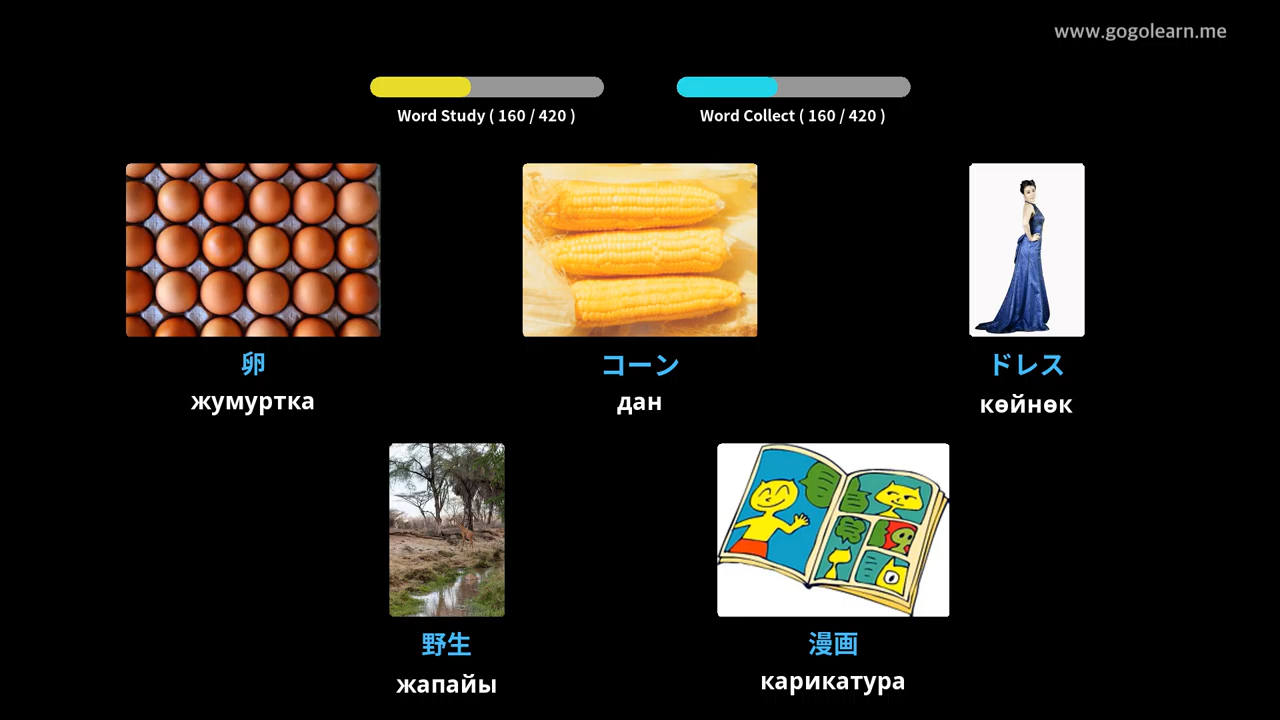 www.gogolearn.me
Word Study ( 160 / 420 )
Word Collect ( 160 / 420 )
卵
жумуртка
コーン
дан
ドレス
көйнөк
野生
жапайы
漫画
карикатура